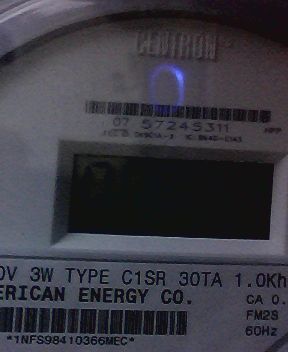 CENTRON
07 57245311
0V 3W TYPE C1SR 30TA 1.0Kh
ERICAN ENERGY CO.
CA 0.
FM2S
60Hz
*1NFS98410366MEC*